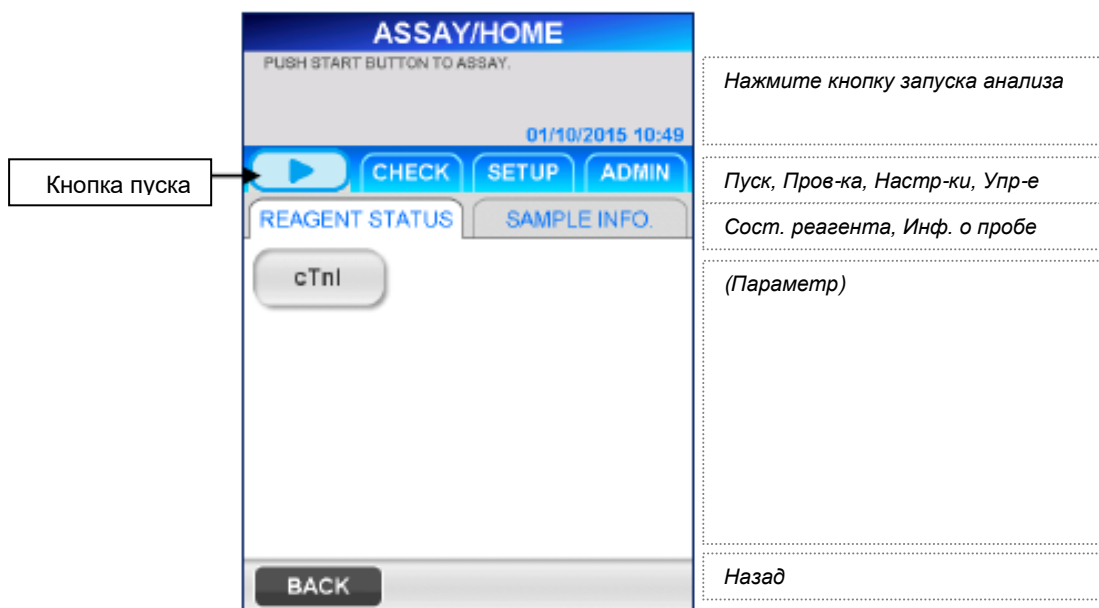 ASSAY/HOME
PUSH START BUTTON TO ASSAY.
Нажмите кнопку запуска анализа
01/10/2015 10:49
Кнопка пуска
CHECK SETUP ADMIN
Пуск, Пров-ка, Настр-ки, Упр-е
REAGENT STATUS SAMPLE INFO.
Сост. реагента, Инф. о пробе
cTnI
(Параметр)
BACK
Назад